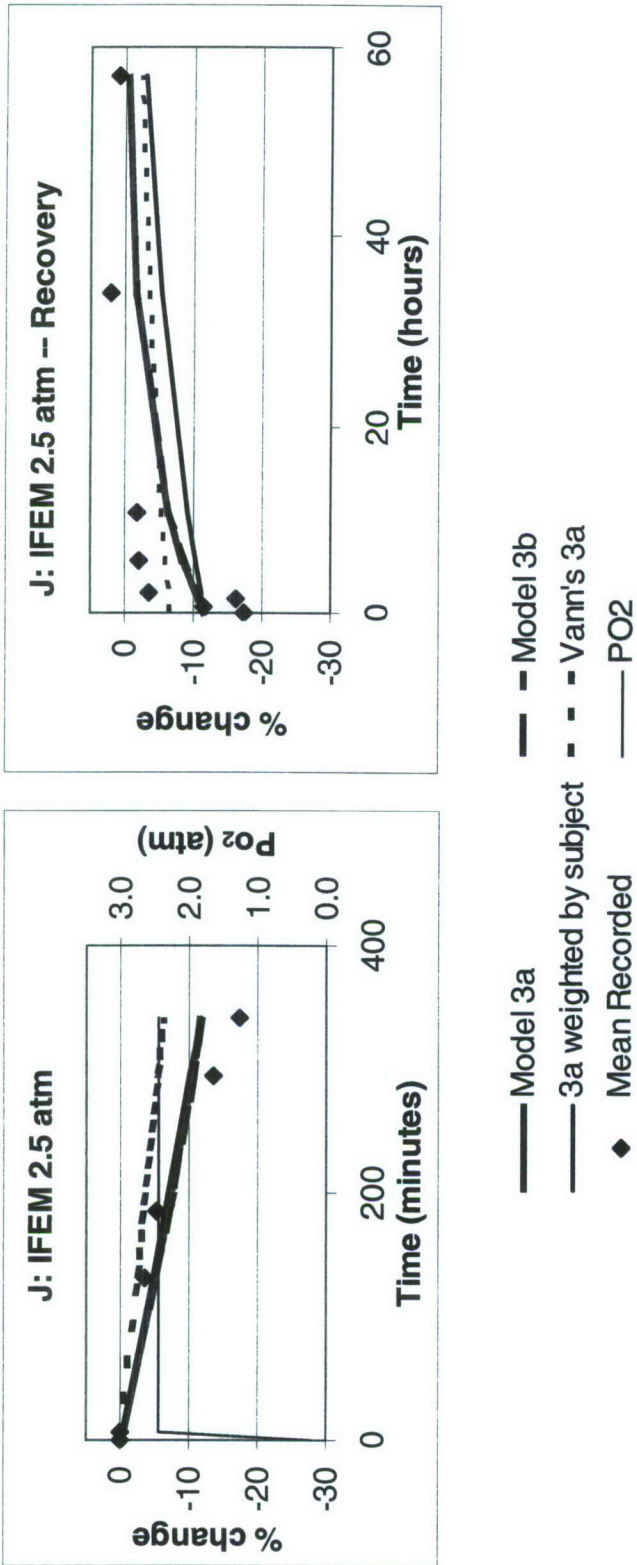 J: IFEM 2.5 atm
% change
0
-10
-20
-30
0
200
400
Time (minutes)
3.0
2.0
1.0
0.0
Po₂ (atm)
J: IFEM 2.5 atm -- Recovery
% change
0
-10
-20
-30
0
20
40
60
Time (hours)
Model 3a
Model 3b
3a weighted by subject
Vann's 3a
Mean Recorded
PO2